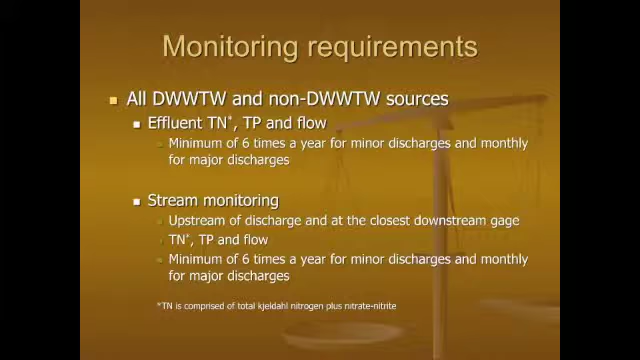 Monitoring requirements
All DWWTW and non-DWWTW sources
Effluent TN*, TP and flow
Minimum of 6 times a year for minor discharges and monthly
for major discharges
Stream monitoring
Upstream of discharge and at the closest downstream gage
TN*, TP and flow
Minimum of 6 times a year for minor discharges and monthly
for major discharges
*TN is comprised of total kjeldahl nitrogen plus nitrate-nitrite